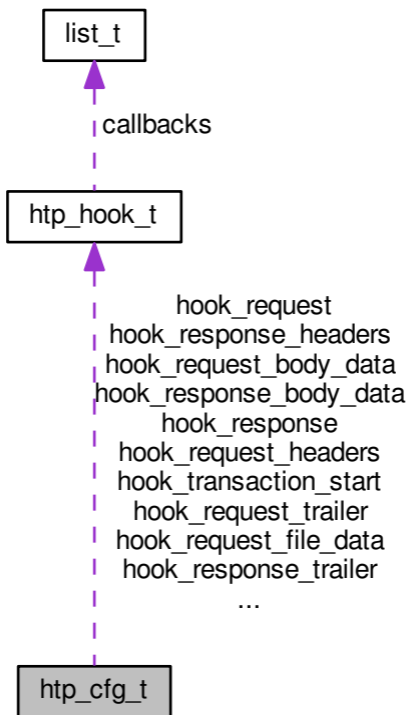 list_t
callbacks
htp_hook_t
hook_request
hook_response_headers
hook_request_body_data
hook_response_body_data
hook_response
hook_request_headers
hook_transaction_start
hook_request_trailer
hook_request_file_data
hook_response_trailer
...
htp_cfg_t